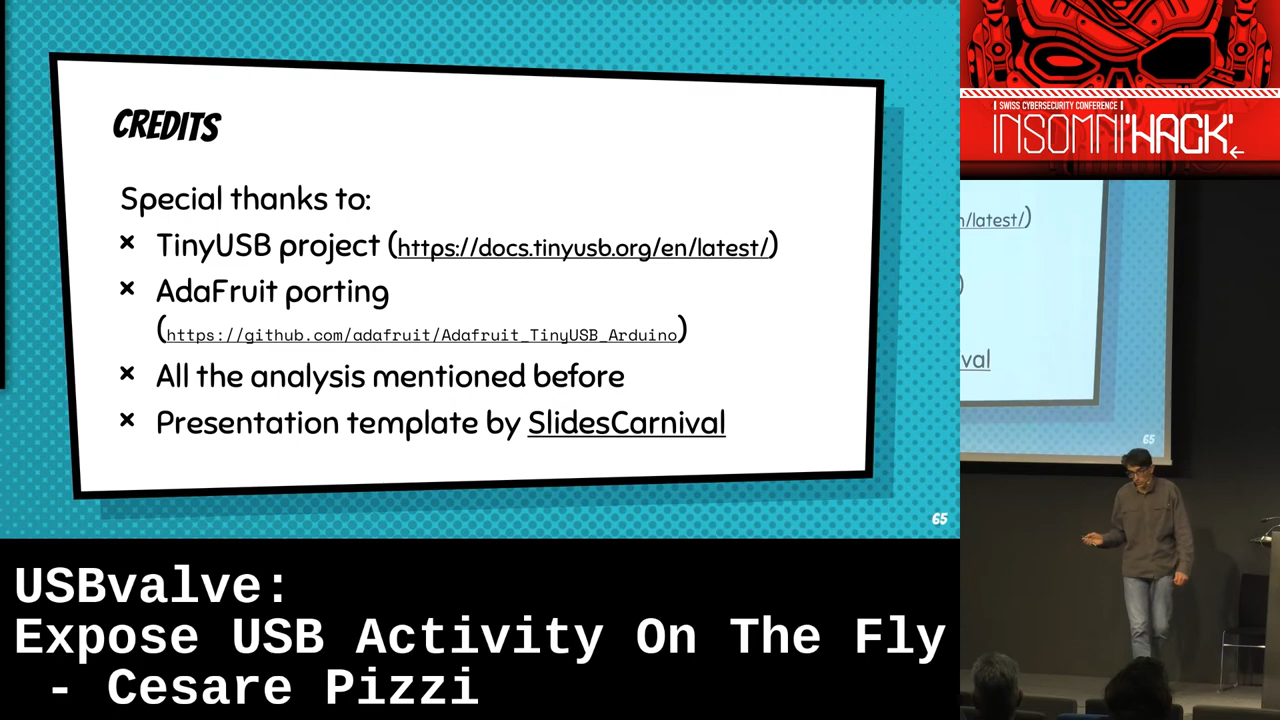 CREDITS
Special thanks to:
× TinyUSB project (https://docs.tinyusb.org/en/latest/)
× AdaFruit porting
(https://github.com/adafruit/Adafruit_TinyUSB_Arduino)
× All the analysis mentioned before
× Presentation template by SlidesCarnival
65
USBvalve:
Expose USB Activity On The Fly
- Cesare Pizzi
SWISS CYBERSECURITY CONFERENCE
INSOMNI'HACK'
n/latest/)
)
val
65